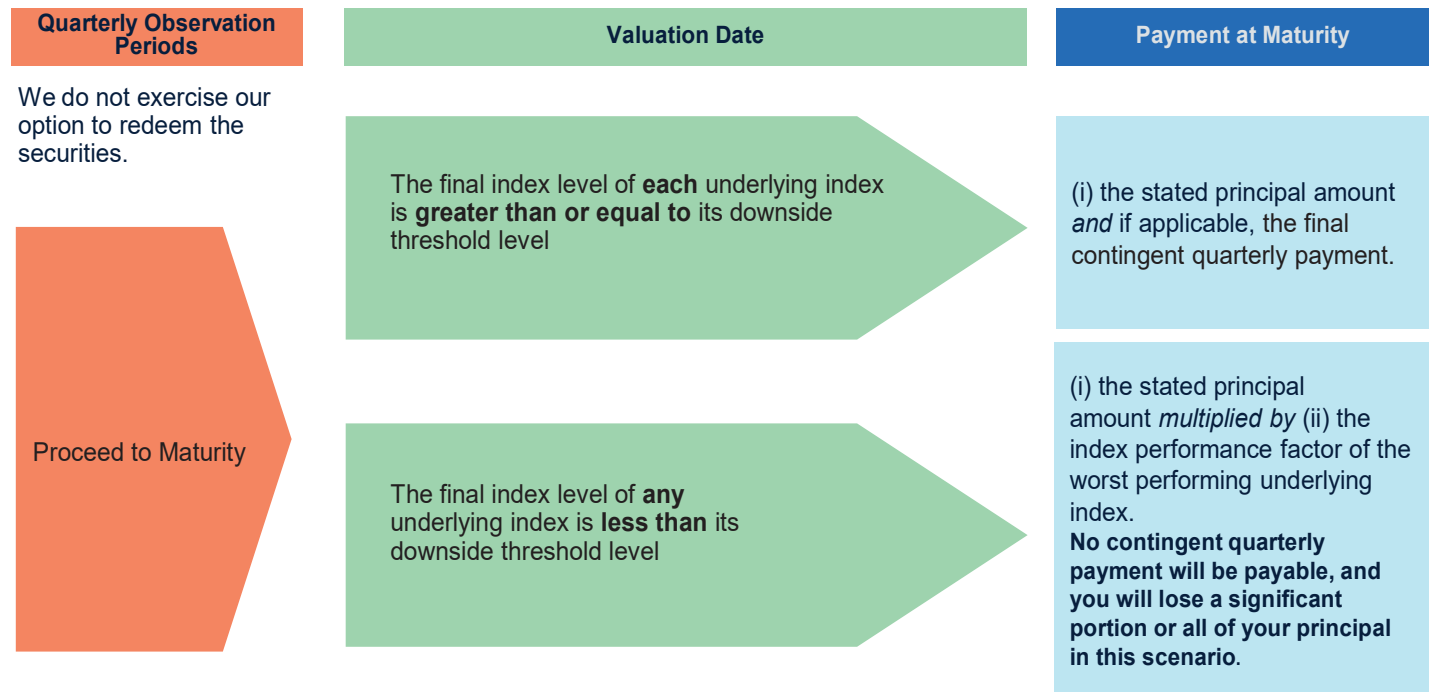 Quarterly Observation
Periods
We do not exercise our
option to redeem the
securities.
Proceed to Maturity
Valuation Date
The final index level of each underlying index
is greater than or equal to its downside
threshold level
The final index level of any
underlying index is less than its
downside threshold level
Payment at Maturity
(i) the stated principal amount
and if applicable, the final
contingent quarterly payment.
(i) the stated principal
amount multiplied by (ii) the
index performance factor of the
worst performing underlying
index.
No contingent quarterly
payment will be payable, and
you will lose a significant
portion or all of your principal
in this scenario.